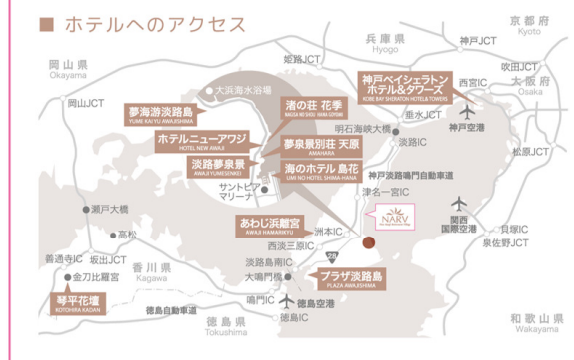 ■ ホテルへのアクセス
京都府
Kyoto
兵庫県
Hyogo
神戸JCT
姫路JCT
岡山県
Okayama
吹田JCT
大阪府
Osaka
西宮IC
神戸ベイシェラトン
ホテル&タワーズ
KOBE BAY SHERATON HOTEL&TOWERS
岡山JCT
大浜海水浴場
渚の荘 花季
NAGISA NO SHOU HANA-GOYOMI
夢海游淡路島
YUME KAI YU AWAJISHIMA
垂水JCT
神戸空港
明石海峡大橋
淡路IC
松原JCT
ホテルニューアワジ
HOTEL NEW AWAJI
夢泉景別荘 天原
AMAHARA
淡路夢泉景
AWAJI YUMESENKEI
海のホテル 島花
UMI NO HOTEL SHIMA-HANA
神戸淡路鳴門自動車道
サントピア
マリーナ
津名一宮IC
瀬戸大橋
NARV
関西
国際空港
あわじ浜離宮
AWAJI HAMARIKYU
洲本IC
貝塚IC
泉佐野JCT
高松
西淡三原IC
善通寺IC
坂出JCT
28
淡路島南IC
香川県
Kagawa
大鳴門橋
プラザ淡路島
PLAZA AWAJISHIMA
金刀比羅宮
琴平花壇
KOTOHIRA KADAN
鳴門IC
徳島空港
徳島自動車道
徳島県
Tokushima
徳島IC
和歌山県
Wakayama